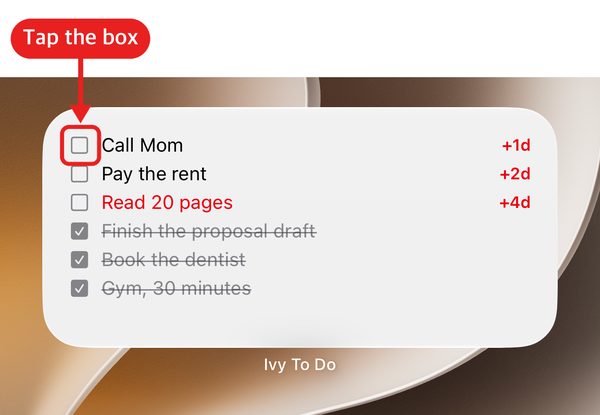 Tap the box
Call Mom +1d
Pay the rent +2d
Read 20 pages +4d
Finish the proposal draft
Book the dentist
Gym, 30 minutes
Ivy To Do